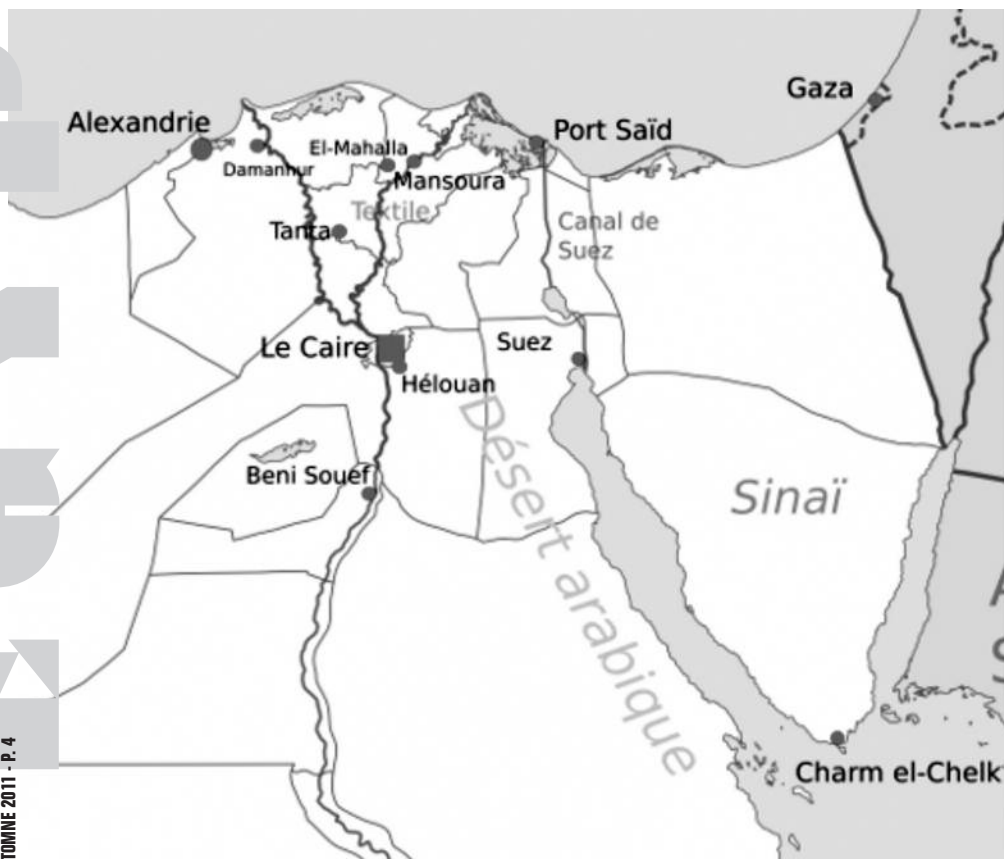 Gaza
Alexandrie
Port Saïd
El-Mahalla
Damanhur
Mansoura
Textile
Canal de
Suez
Tanta
Le Caire
Suez
Hélouan
Désert arabique
Beni Souef
Sinaï
Charm el-Chelk
TOMNE 2011 - P. 4